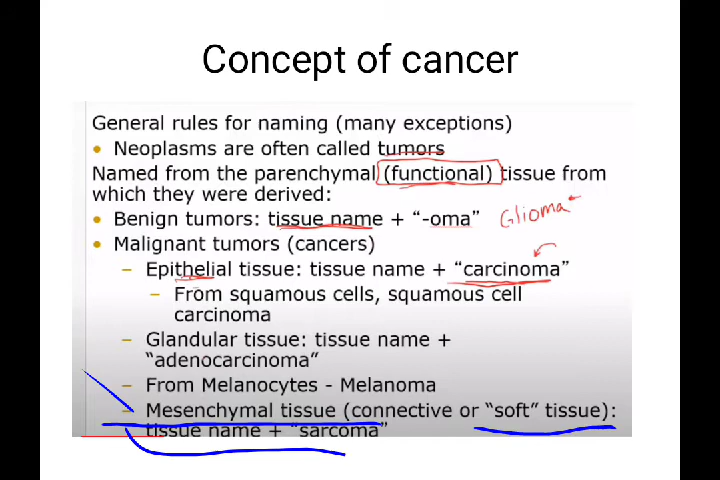 Concept of cancer
General rules for naming (many exceptions)
• Neoplasms are often called tumors
Named from the parenchymal (functional) tissue from
which they were derived:
• Benign tumors: tissue name + “-oma” Glioma
• Malignant tumors (cancers)
– Epithelial tissue: tissue name + “carcinoma”
– From squamous cells, squamous cell
carcinoma
– Glandular tissue: tissue name +
“adenocarcinoma”
– From Melanocytes - Melanoma
– Mesenchymal tissue (connective or “soft” tissue):
tissue name + “sarcoma”